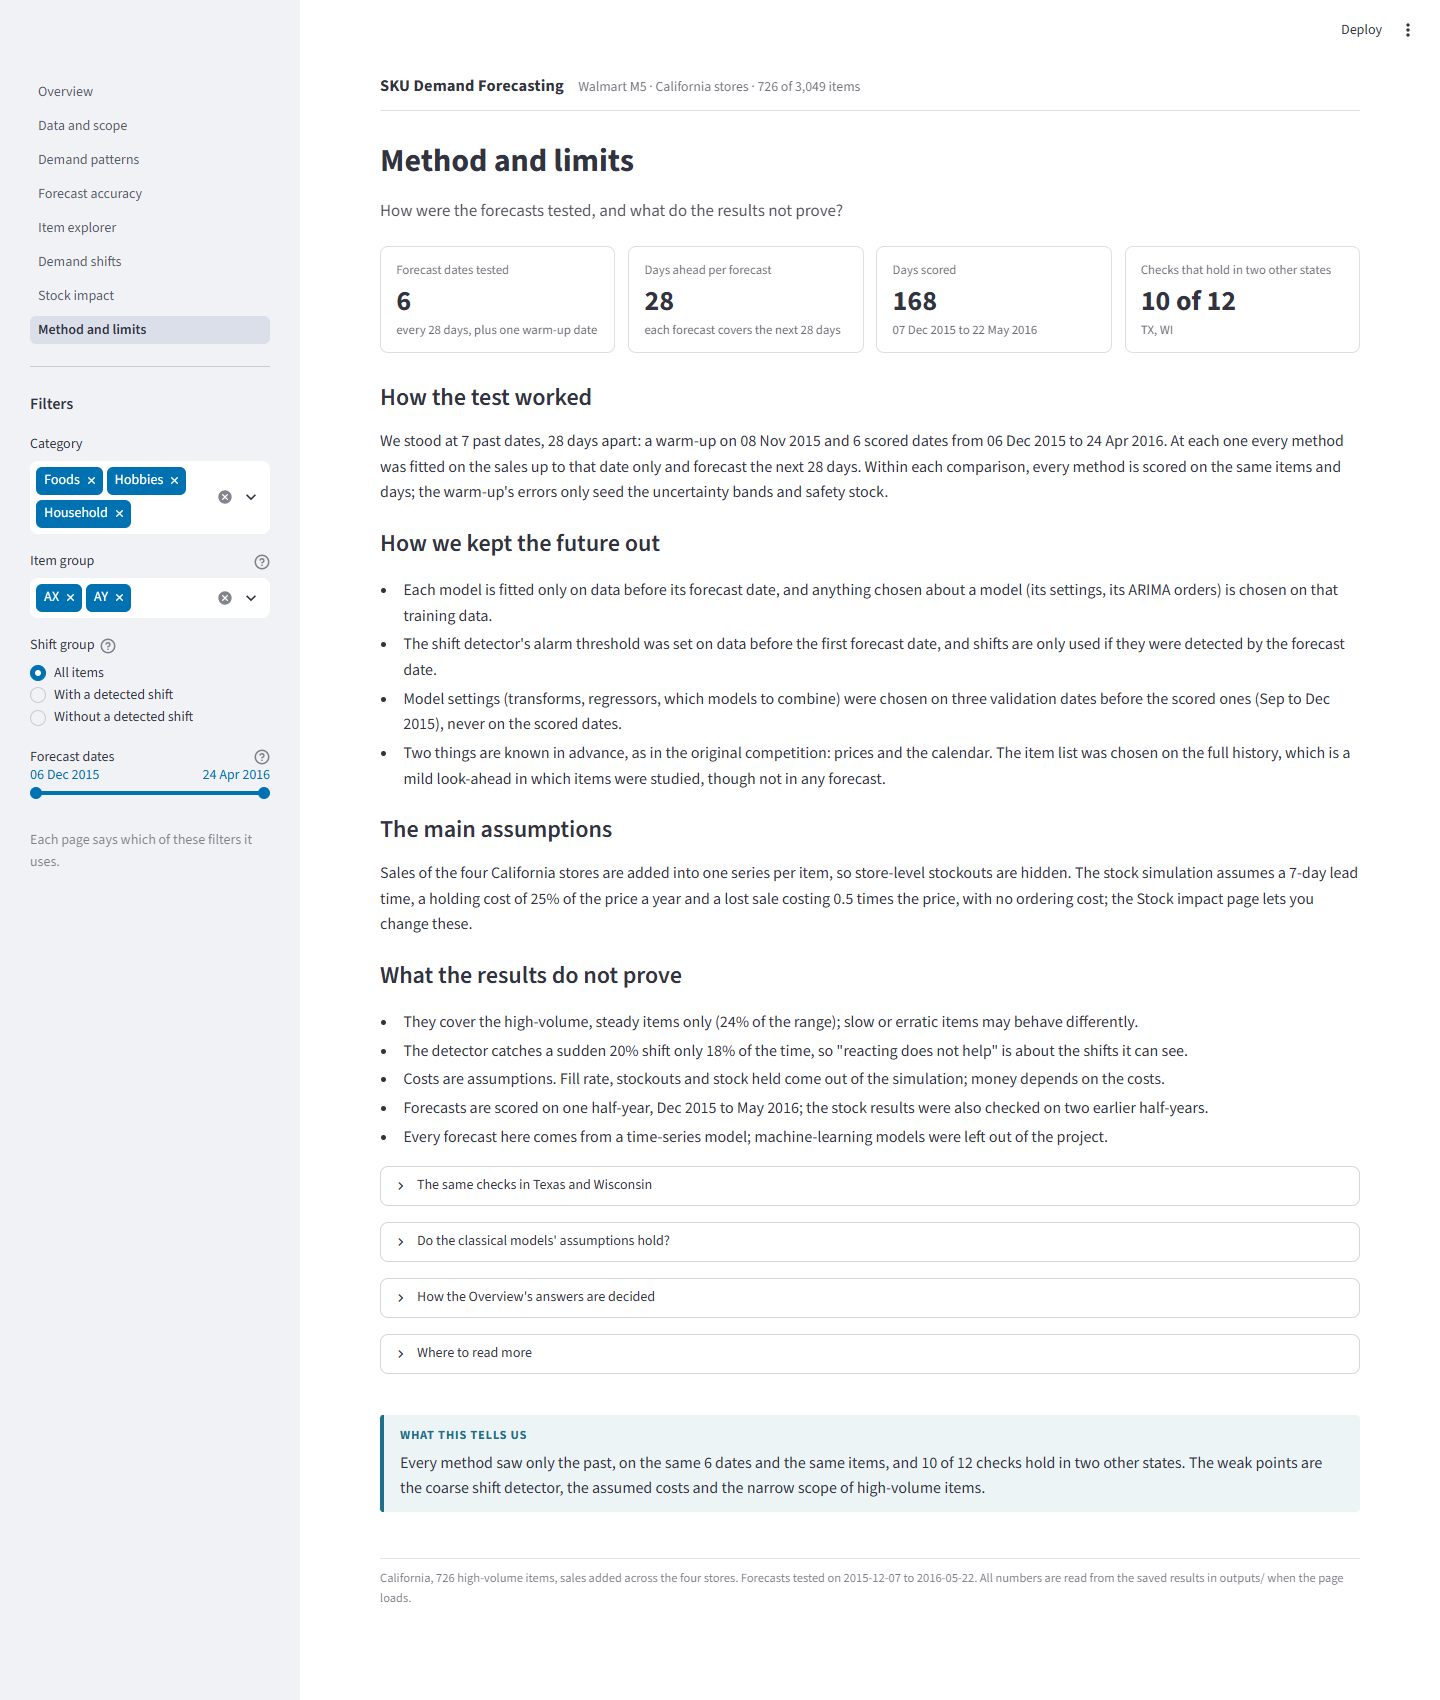 Deploy
Overview
Data and scope
Demand patterns
Forecast accuracy
Item explorer
Demand shifts
Stock impact
Method and limits
Filters
Category
Foods × Hobbies ×
Household ×
Item group
AX × AY ×
Shift group
All items
With a detected shift
Without a detected shift
Forecast dates
06 Dec 2015 24 Apr 2016
Each page says which of these filters it
uses.
SKU Demand Forecasting Walmart M5 · California stores · 726 of 3,049 items
Method and limits
How were the forecasts tested, and what do the results not prove?
Forecast dates tested
6
every 28 days, plus one warm-up date
Days ahead per forecast
28
each forecast covers the next 28 days
Days scored
168
07 Dec 2015 to 22 May 2016
Checks that hold in two other states
10 of 12
TX, WI
How the test worked
We stood at 7 past dates, 28 days apart: a warm-up on 08 Nov 2015 and 6 scored dates from 06 Dec 2015 to 24 Apr 2016. At each one every method
was fitted on the sales up to that date only and forecast the next 28 days. Within each comparison, every method is scored on the same items and
days; the warm-up's errors only seed the uncertainty bands and safety stock.
How we kept the future out
• Each model is fitted only on data before its forecast date, and anything chosen about a model (its settings, its ARIMA orders) is chosen on that
training data.
• The shift detector's alarm threshold was set on data before the first forecast date, and shifts are only used if they were detected by the forecast
date.
• Model settings (transforms, regressors, which models to combine) were chosen on three validation dates before the scored ones (Sep to Dec
2015), never on the scored dates.
• Two things are known in advance, as in the original competition: prices and the calendar. The item list was chosen on the full history, which is a
mild look-ahead in which items were studied, though not in any forecast.
The main assumptions
Sales of the four California stores are added into one series per item, so store-level stockouts are hidden. The stock simulation assumes a 7-day lead
time, a holding cost of 25% of the price a year and a lost sale costing 0.5 times the price, with no ordering cost; the Stock impact page lets you
change these.
What the results do not prove
• They cover the high-volume, steady items only (24% of the range); slow or erratic items may behave differently.
• The detector catches a sudden 20% shift only 18% of the time, so "reacting does not help" is about the shifts it can see.
• Costs are assumptions. Fill rate, stockouts and stock held come out of the simulation; money depends on the costs.
• Forecasts are scored on one half-year, Dec 2015 to May 2016; the stock results were also checked on two earlier half-years.
• Every forecast here comes from a time-series model; machine-learning models were left out of the project.
The same checks in Texas and Wisconsin
Do the classical models' assumptions hold?
How the Overview's answers are decided
Where to read more
WHAT THIS TELLS US
Every method saw only the past, on the same 6 dates and the same items, and 10 of 12 checks hold in two other states. The weak points are
the coarse shift detector, the assumed costs and the narrow scope of high-volume items.
California, 726 high-volume items, sales added across the four stores. Forecasts tested on 2015-12-07 to 2016-05-22. All numbers are read from the saved results in outputs/ when the page
loads.